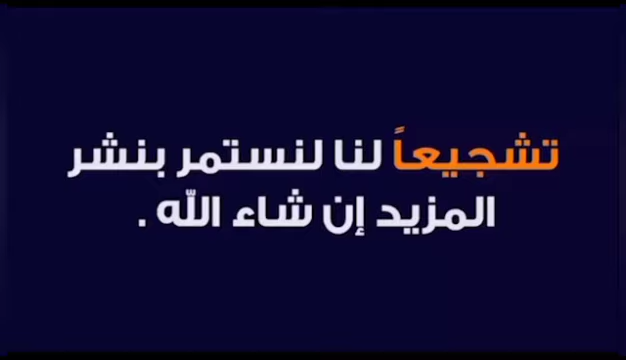 تشجيعاً لنا لنستمر بنشر
المزيد إن شاء الله .